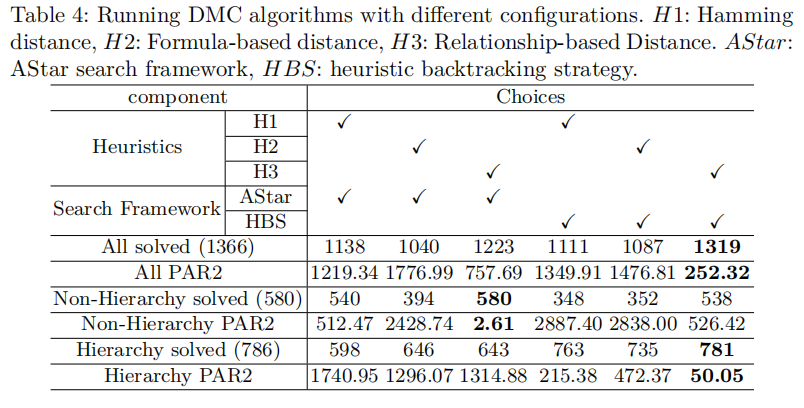 Table 4: Running DMC algorithms with different configurations. H1: Hamming
distance, H2: Formula-based distance, H3: Relationship-based Distance. AStar:
AStar search framework, HBS: heuristic backtracking strategy.
component Choices
Heuristics H1 ✓ ✓
H2 ✓ ✓
H3 ✓ ✓
Search Framework AStar ✓ ✓ ✓
HBS ✓ ✓ ✓
All solved (1366) 1138 1040 1223 1111 1087 1319
All PAR2 1219.34 1776.99 757.69 1349.91 1476.81 252.32
Non-Hierarchy solved (580) 540 394 580 348 352 538
Non-Hierarchy PAR2 512.47 2428.74 2.61 2887.40 2838.00 526.42
Hierarchy solved (786) 598 646 643 763 735 781
Hierarchy PAR2 1740.95 1296.07 1314.88 215.38 472.37 50.05